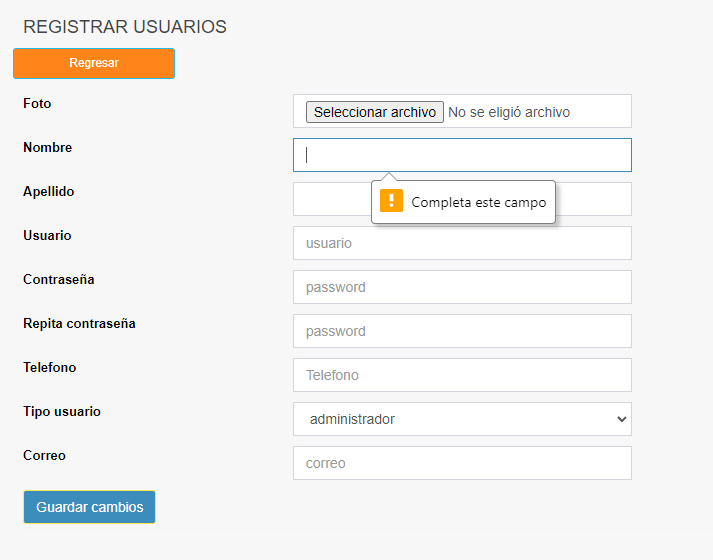 REGISTRAR USUARIOS
Regresar
Foto
Seleccionar archivo No se eligió archivo
Nombre
Completa este campo
Apellido
Usuario
usuario
Contraseña
password
Repita contraseña
password
Telefono
Telefono
Tipo usuario
administrador
Correo
correo
Guardar cambios